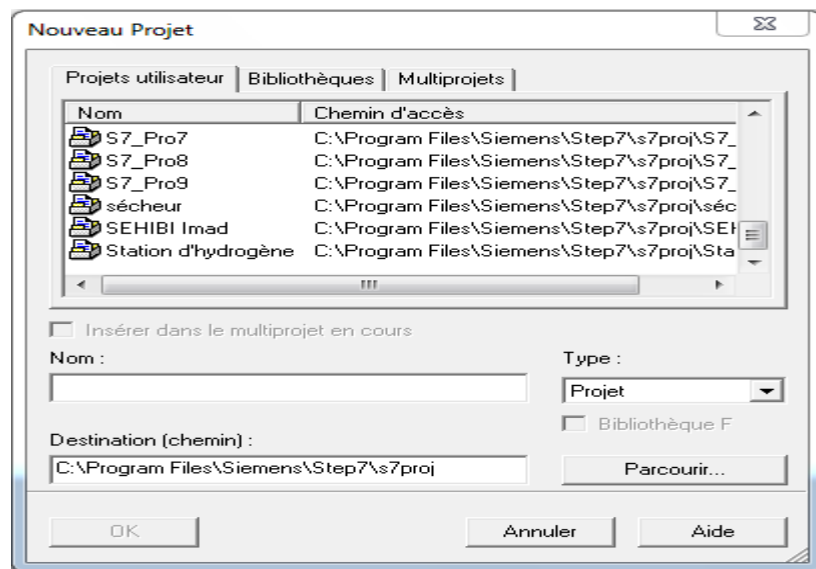 Nouveau Projet
Projets utilisateur Bibliothèques Multiprojets
Nom Chemin d'accès
S7_Pro7 C:\Program Files\Siemens\Step7\s7proj\S7_
S7_Pro8 C:\Program Files\Siemens\Step7\s7proj\S7_
S7_Pro9 C:\Program Files\Siemens\Step7\s7proj\S7_
sécheur C:\Program Files\Siemens\Step7\s7proj\séc
SEHIBI Imad C:\Program Files\Siemens\Step7\s7proj\SEH
Station d'hydrogène C:\Program Files\Siemens\Step7\s7proj\Sta
Insérer dans le multiprojet en cours
Nom :
Type :
Projet
Bibliothèque F
Destination (chemin) :
C:\Program Files\Siemens\Step7\s7proj
Parcourir...
OK Annuler Aide